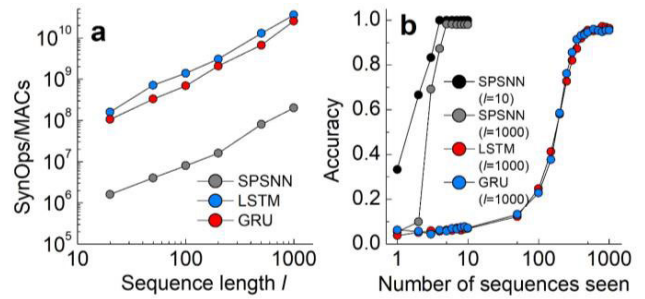 a
SynOps/MACs
10^10
10^9
10^8
10^7
10^6
10^5
SPSNN
LSTM
GRU
10
100
1000
Sequence length l
b
Accuracy
1.0
0.8
0.6
0.4
0.2
0.0
SPSNN
(l=10)
SPSNN
(l=1000)
LSTM
(l=1000)
GRU
(l=1000)
1
10
100
1000
Number of sequences seen